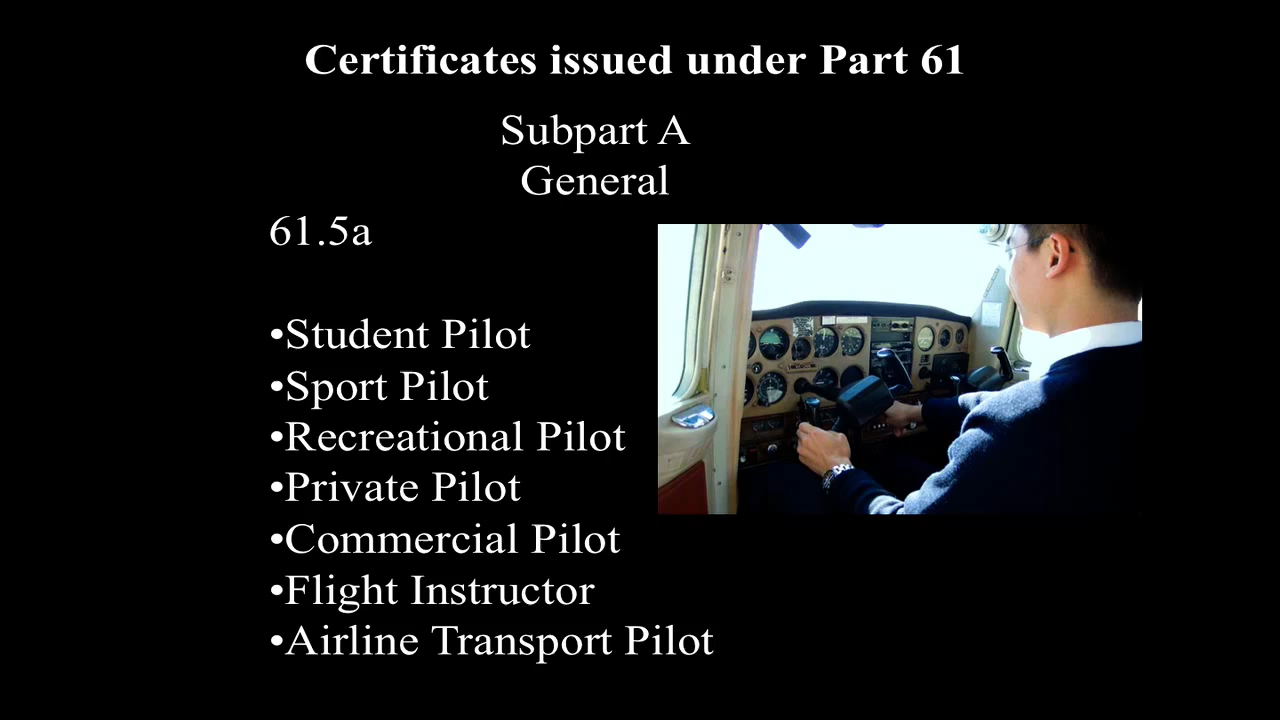 Certificates issued under Part 61
Subpart A
General
61.5a
•Student Pilot
•Sport Pilot
•Recreational Pilot
•Private Pilot
•Commercial Pilot
•Flight Instructor
•Airline Transport Pilot